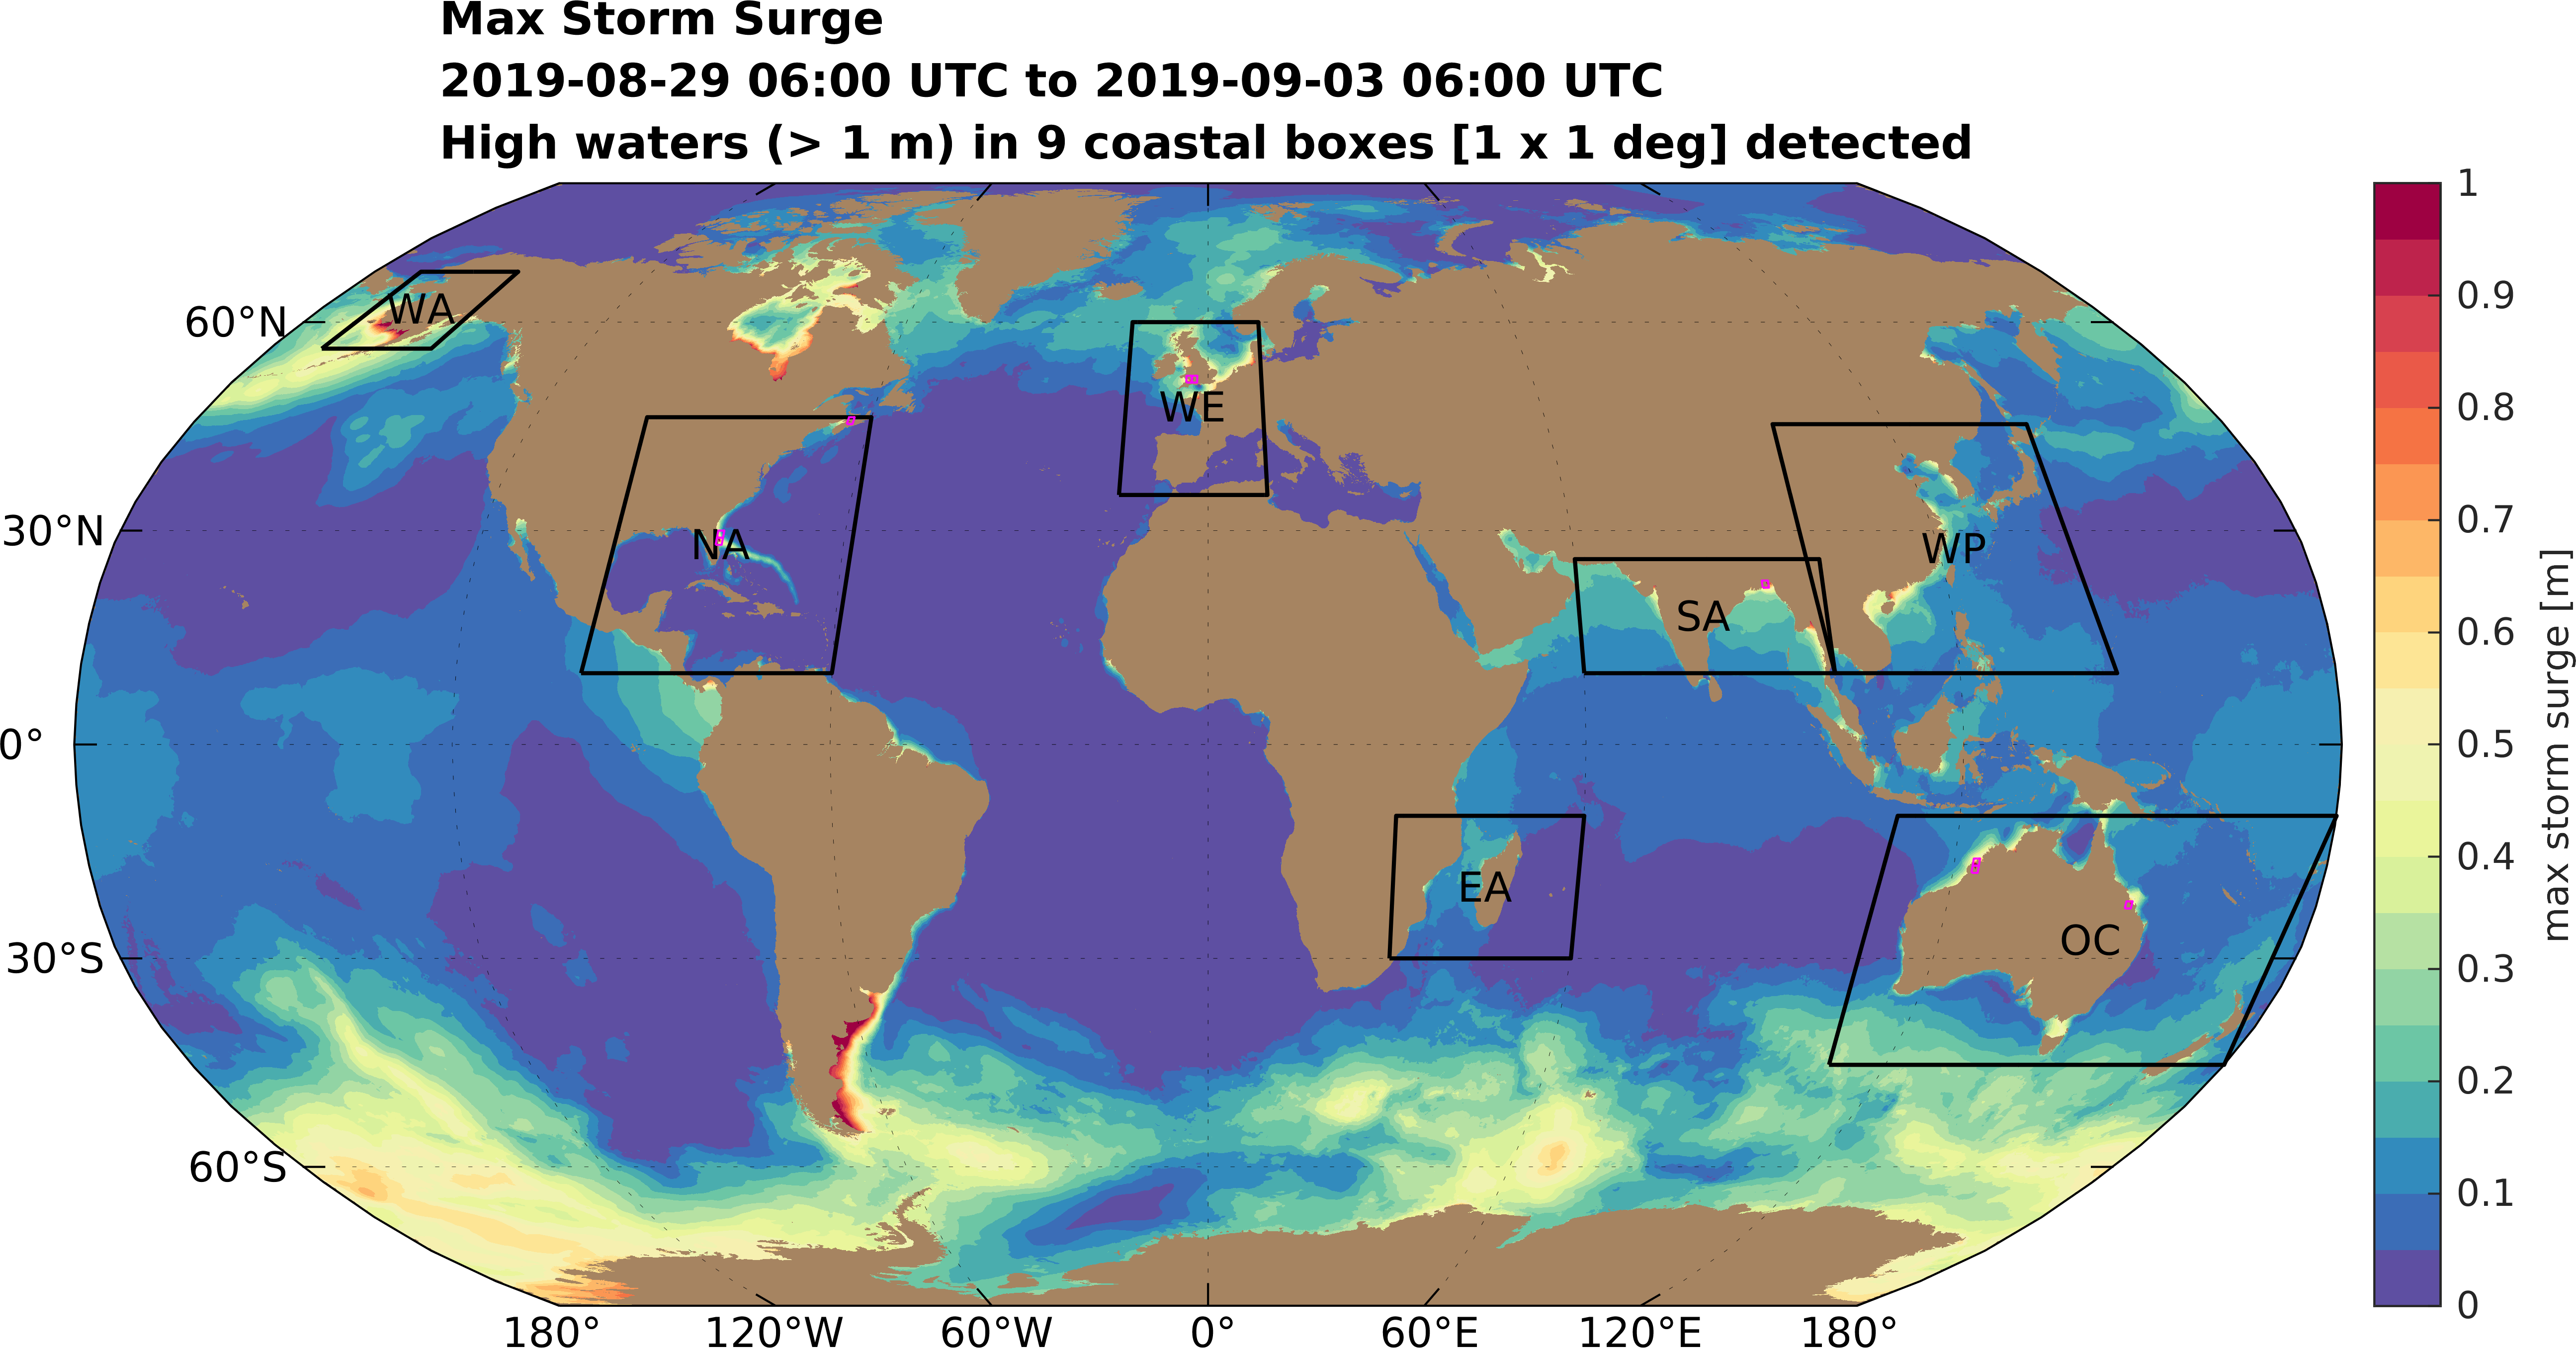 Max Storm Surge
2019-08-29 06:00 UTC to 2019-09-03 06:00 UTC
High waters (> 1 m) in 9 coastal boxes [1 x 1 deg] detected
60°N
30°N
0°
30°S
60°S
WA
NA
WE
SA
WP
EA
OC
180°
120°W
60°W
0°
60°E
120°E
180°
1
0.9
0.8
0.7
0.6
0.5
0.4
0.3
0.2
0.1
0
max storm surge [m]